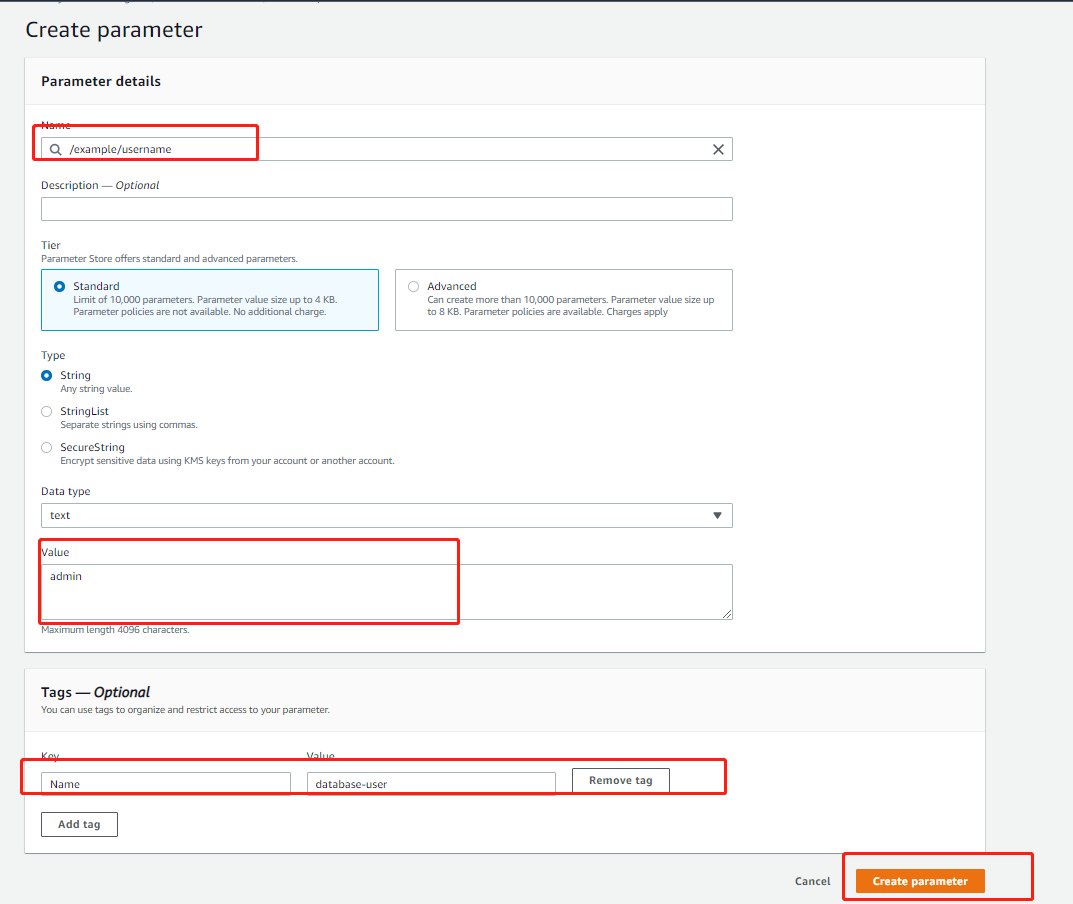 Create parameter
Parameter details
Name
/example/username
Description — Optional
Tier
Parameter Store offers standard and advanced parameters.
Standard
Limit of 10,000 parameters. Parameter value size up to 4 KB.
Parameter policies are not available. No additional charge.
Advanced
Can create more than 10,000 parameters. Parameter value size up
to 8 KB. Parameter policies are available. Charges apply
Type
String
Any string value.
StringList
Separate strings using commas.
SecureString
Encrypt sensitive data using KMS keys from your account or another account.
Data type
text
Value
admin
Maximum length 4096 characters.
Tags — Optional
You can use tags to organize and restrict access to your parameter.
Key Value
Name database-user Remove tag
Add tag
Cancel Create parameter